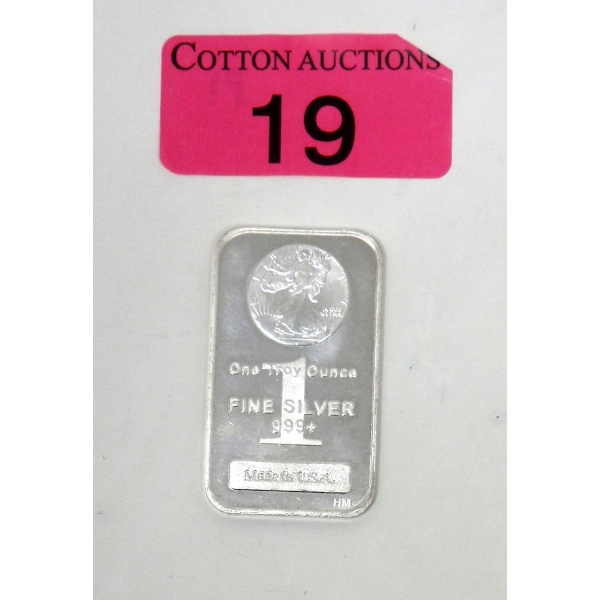 COTTON AUCTIONS
19
One Troy Ounce
1
FINE SILVER
999+
Made in U.S.A.
HM